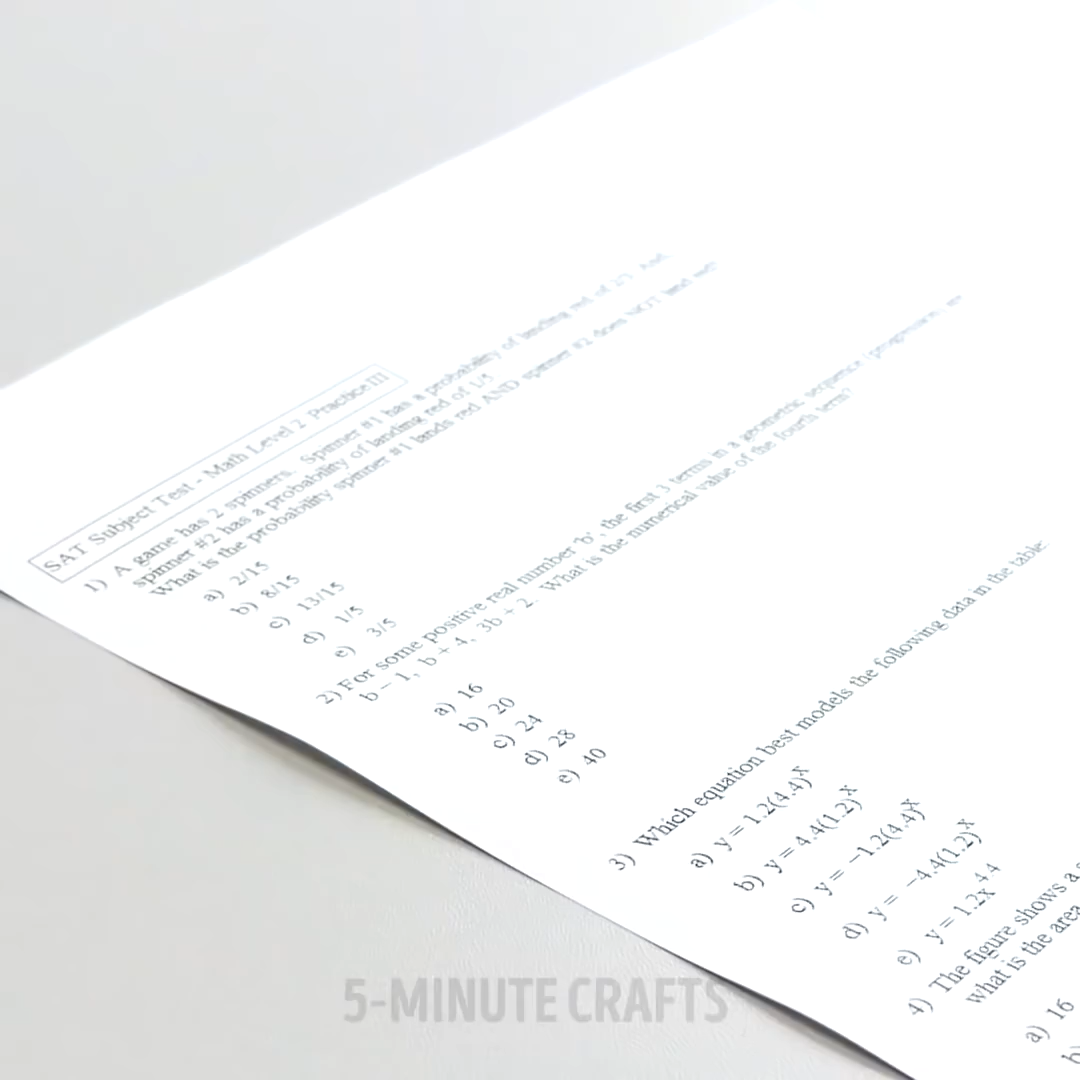 SAT Subject Test - Math Level 2 Practice III
1) A game has 2 spinners. Spinner #1 has a probability of landing red of 2/3. And
spinner #2 has a probability of landing red of 1/5
What is the probability spinner #1 lands red AND spinner #2 does NOT land red?
a) 2/15
b) 8/15
c) 13/15
d) 1/5
e) 3/5
2) For some positive real number 'b', the first 3 terms in a geometric sequence (progression)
b – 1, b + 4, 3b + 2. What is the numerical value of the fourth term?
a) 16
b) 20
c) 24
d) 28
e) 40
3) Which equation best models the following data in the table:
a) y = 1.2(4.4)^x
b) y = 4.4(1.2)^x
c) y = –1.2(4.4)^x
d) y = –4.4(1.2)^x
e) y = 1.2x^4.4
4) The figure shows a
what is the area
a) 16
b)
5-MINUTE CRAFTS